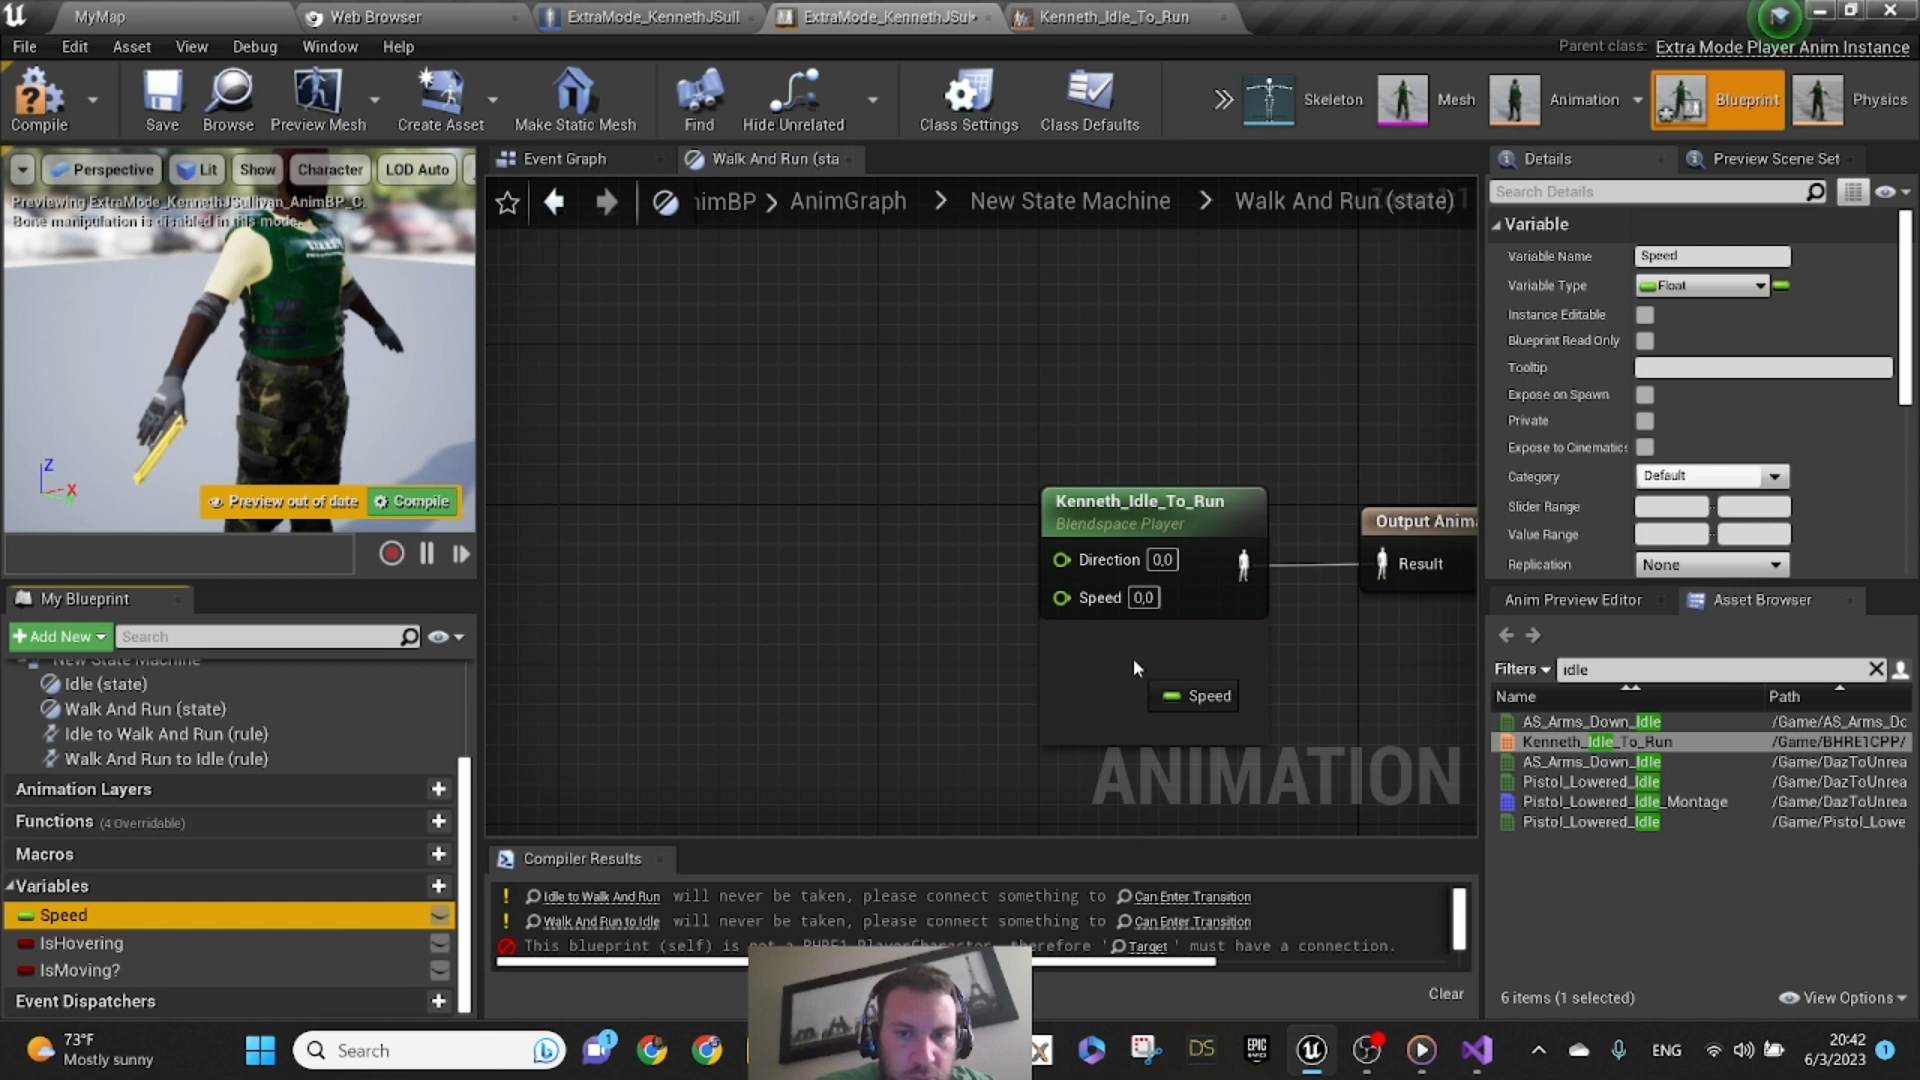 MyMap
Web Browser
ExtraMode_KennethJSull
ExtraMode_KennethJSul
Kenneth_Idle_To_Run
File
Edit
Asset
View
Debug
Window
Help
Parent class: Extra Mode Player Anim Instance
Compile
Save
Browse
Preview Mesh
Create Asset
Make Static Mesh
Find
Hide Unrelated
Class Settings
Class Defaults
Skeleton
Mesh
Animation
Blueprint
Physics
Perspective
Lit
Show
Character
LOD Auto
Previewing ExtraMode_KennethJSullivan_AnimBP_C.
Bone manipulation is disabled in this mode.
Z
X
Preview out of date
Compile
Event Graph
Walk And Run (sta
nimBP > AnimGraph > New State Machine > Walk And Run (state)
Kenneth_Idle_To_Run
Blendspace Player
Direction 0,0
Speed 0,0
Output Anima
Result
Speed
ANIMATION
My Blueprint
Add New
Search
New State Machine
Idle (state)
Walk And Run (state)
Idle to Walk And Run (rule)
Walk And Run to Idle (rule)
Animation Layers
Functions (4 Overridable)
Macros
Variables
Speed
IsHovering
IsMoving?
Event Dispatchers
Compiler Results
Idle to Walk And Run will never be taken, please connect something to Can Enter Transition
Walk And Run to Idle will never be taken, please connect something to Can Enter Transition
This blueprint (self) is not a BHRE1_PlayerCharacter, therefore ' Target ' must have a connection.
Clear
Details
Preview Scene Set
Search Details
Variable
Variable Name Speed
Variable Type Float
Instance Editable
Blueprint Read Only
Tooltip
Expose on Spawn
Private
Expose to Cinematics
Category Default
Slider Range
Value Range
Replication None
Anim Preview Editor
Asset Browser
Filters idle
Name Path
AS_Arms_Down_Idle /Game/AS_Arms_Dc
Kenneth_Idle_To_Run /Game/BHRE1CPP/
AS_Arms_Down_Idle /Game/DazToUnrea
Pistol_Lowered_Idle /Game/DazToUnrea
Pistol_Lowered_Idle_Montage /Game/DazToUnrea
Pistol_Lowered_Idle /Game/Pistol_Lowe
6 items (1 selected)
View Options
73°F
Mostly sunny
Search
1
DS
EPIC
GAMES
ENG
20:42
6/3/2023
1